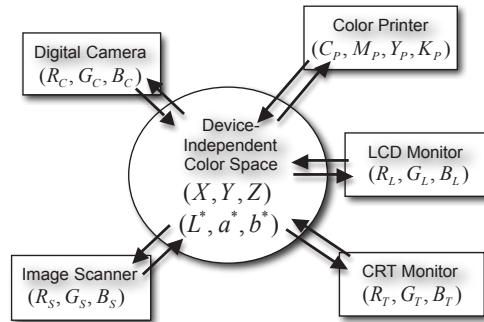 Color Printer
(C_P, M_P, Y_P, K_P)
Digital Camera
(R_C, G_C, B_C)
Device-
Independent
Color Space
(X, Y, Z)
(L*, a*, b*)
LCD Monitor
(R_L, G_L, B_L)
Image Scanner
(R_S, G_S, B_S)
CRT Monitor
(R_T, G_T, B_T)